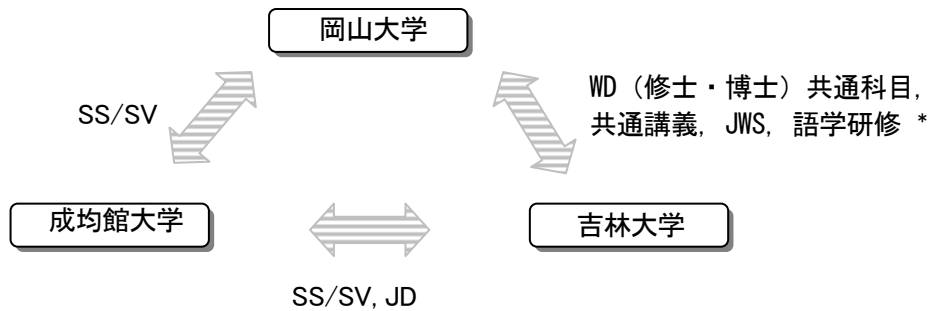 岡山大学
SS/SV
WD（修士・博士）共通科目,
共通講義, JWS, 語学研修 *
成均館大学
吉林大学
SS/SV, JD